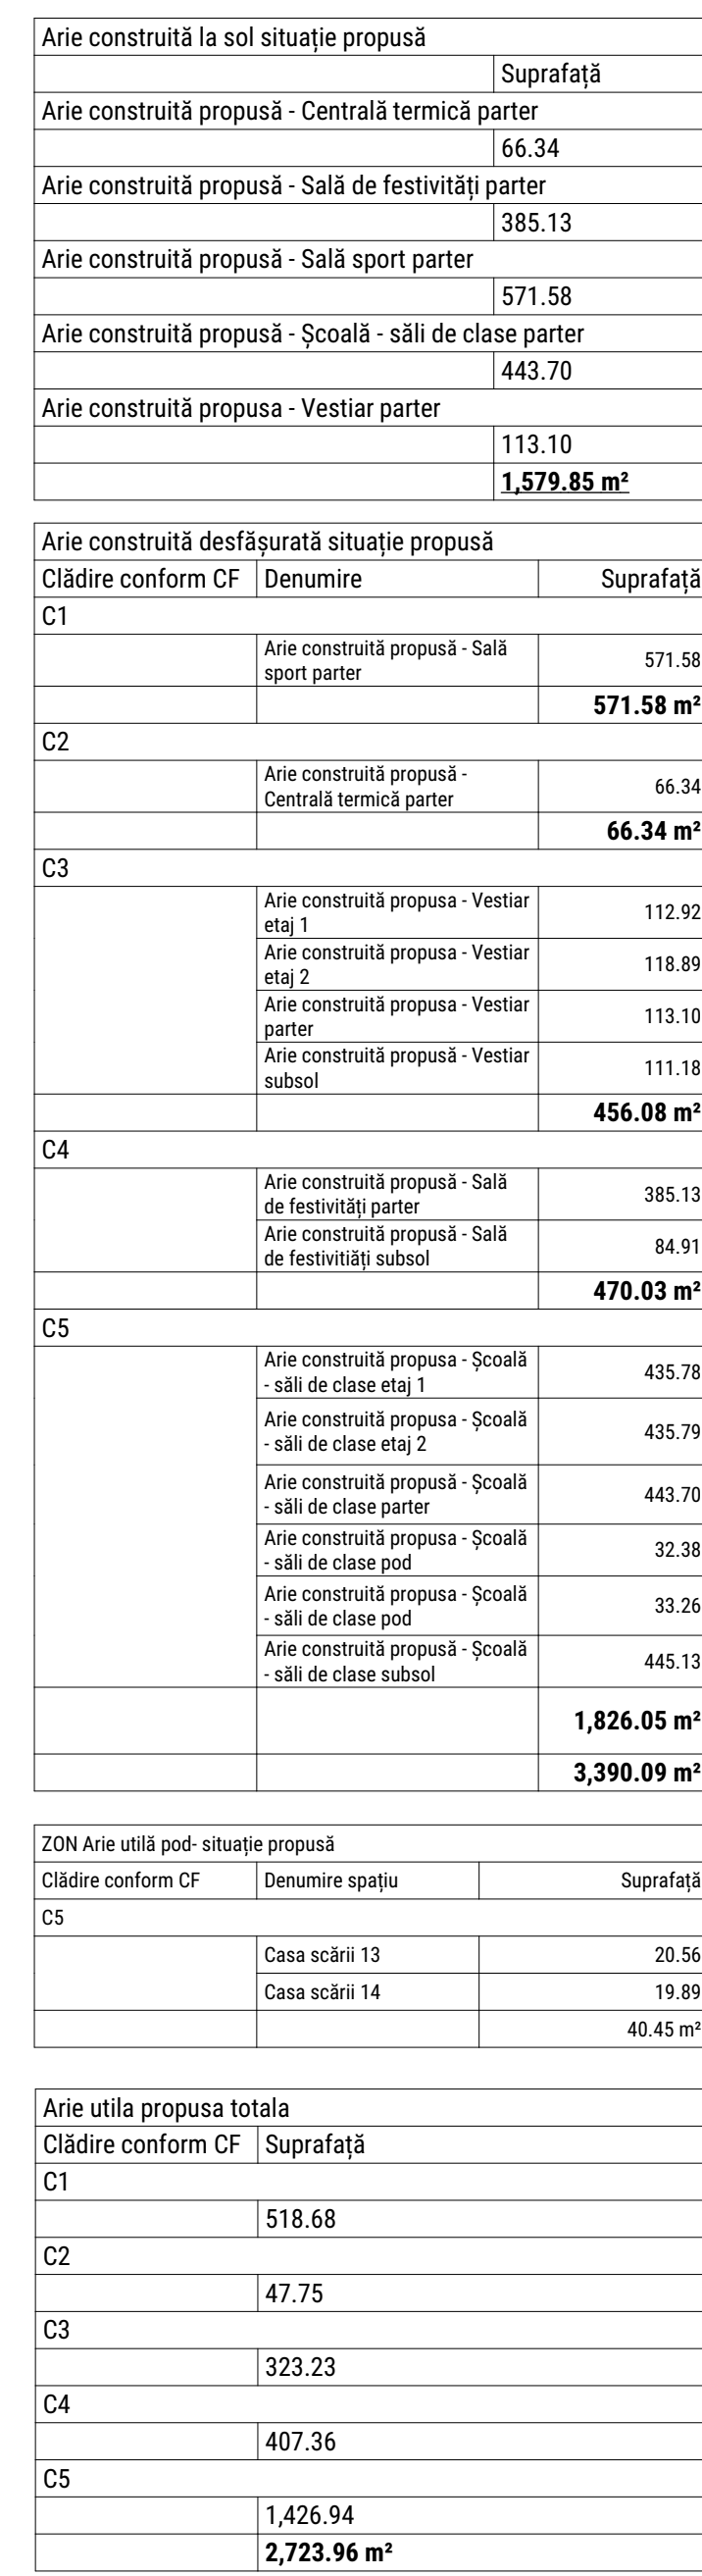 Arie construită la sol situație propusă
Suprafață
Arie construită propusă - Centrală termică parter
66.34
Arie construită propusă - Sală de festivități parter
385.13
Arie construită propusă - Sală sport parter
571.58
Arie construită propusă - Școală - săli de clase parter
443.70
Arie construită propusa - Vestiar parter
113.10
1,579.85 m²
Arie construită desfășurată situație propusă
Clădire conform CF Denumire Suprafață
C1
Arie construită propusă - Sală
sport parter 571.58
571.58 m²
C2
Arie construită propusă -
Centrală termică parter 66.34
66.34 m²
C3
Arie construită propusa - Vestiar
etaj 1 112.92
Arie construită propusa - Vestiar
etaj 2 118.89
Arie construită propusa - Vestiar
parter 113.10
Arie construită propusă - Vestiar
subsol 111.18
456.08 m²
C4
Arie construită propusă - Sală
de festivități parter 385.13
Arie construită propusă - Sală
de festivitiăți subsol 84.91
470.03 m²
C5
Arie construită propusa - Școală
- săli de clase etaj 1 435.78
Arie construită propusa - Școală
- săli de clase etaj 2 435.79
Arie construită propusă - Școală
- săli de clase parter 443.70
Arie construită propusa - Școală
- săli de clase pod 32.38
Arie construită propusa - Școală
- săli de clase pod 33.26
Arie construită propusă - Școală
- săli de clase subsol 445.13
1,826.05 m²
3,390.09 m²
ZON Arie utilă pod- situație propusă
Clădire conform CF Denumire spațiu Suprafață
C5
Casa scării 13 20.56
Casa scării 14 19.89
40.45 m²
Arie utila propusa totala
Clădire conform CF Suprafață
C1
518.68
C2
47.75
C3
323.23
C4
407.36
C5
1,426.94
2,723.96 m²